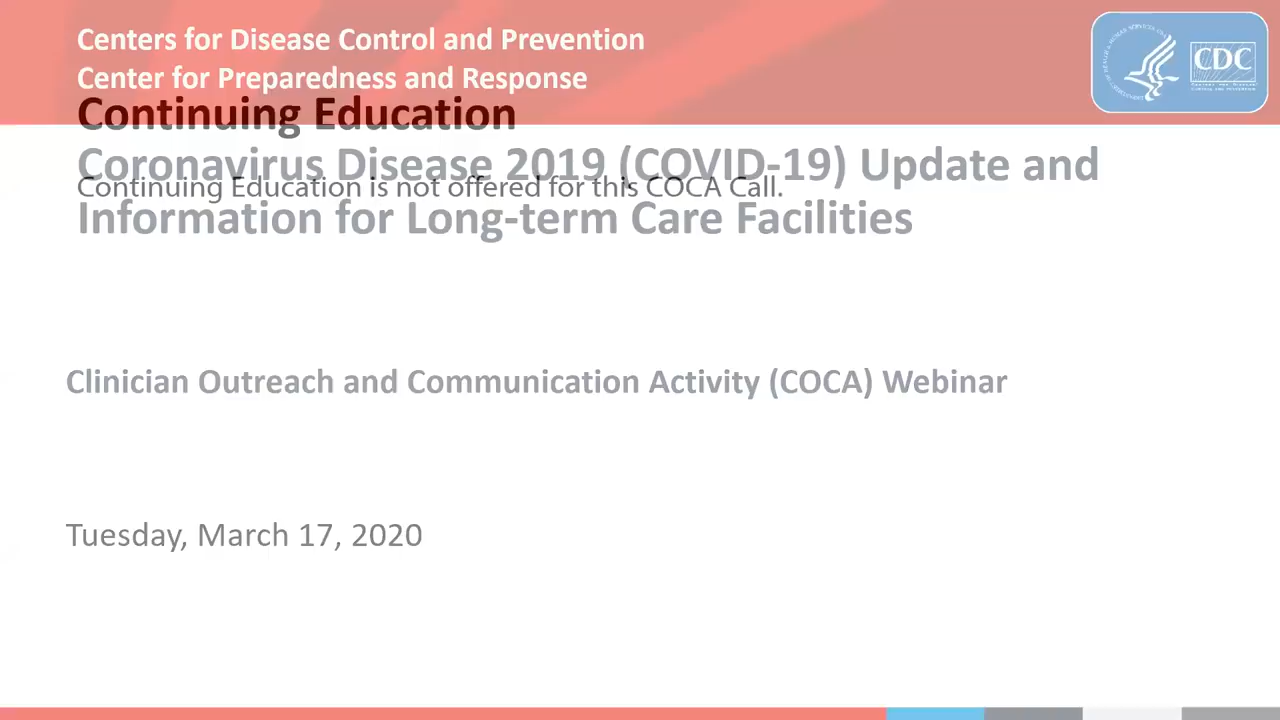 Centers for Disease Control and Prevention
Center for Preparedness and Response
Continuing Education
Coronavirus Disease 2019 (COVID-19) Update and
Continuing Education is not offered for this COCA Call.
Information for Long-term Care Facilities
Clinician Outreach and Communication Activity (COCA) Webinar
Tuesday, March 17, 2020
CDC